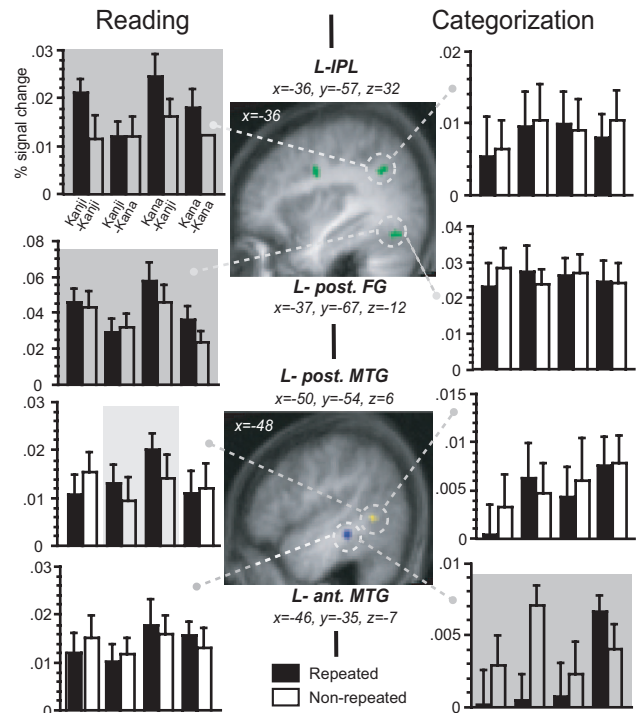 Reading
Categorization
L-IPL
x=-36, y=-57, z=32
x=-36
% signal change
.03
.02
.01
0
Kanji-Kanji
Kanji-Kana
Kana-Kanji
Kana-Kana
.02
.01
0
.08
.06
.04
.02
0
L- post. FG
x=-37, y=-67, z=-12
.04
.03
.02
.01
0
L- post. MTG
x=-50, y=-54, z=6
x=-48
.03
.02
.01
0
.015
.01
.005
0
L- ant. MTG
x=-46, y=-35, z=-7
.03
.02
.01
0
.01
.005
0
Repeated
Non-repeated